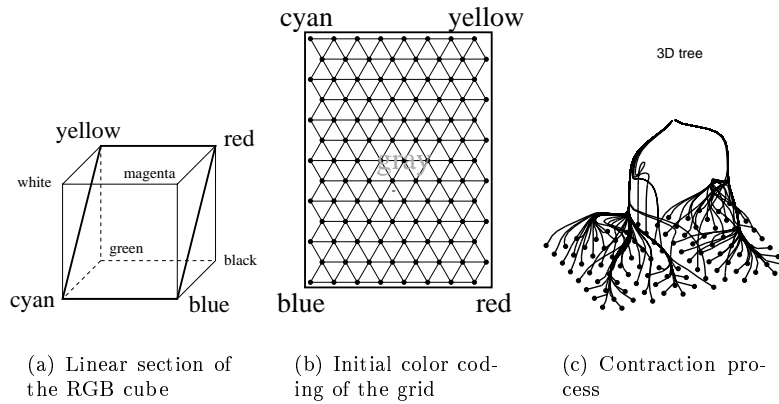 cyan yellow
gray
blue red
3D tree
yellow
red
white
magenta
green
black
cyan
blue
(a) Linear section of
the RGB cube
(b) Initial color cod-
ing of the grid
(c) Contraction pro-
cess